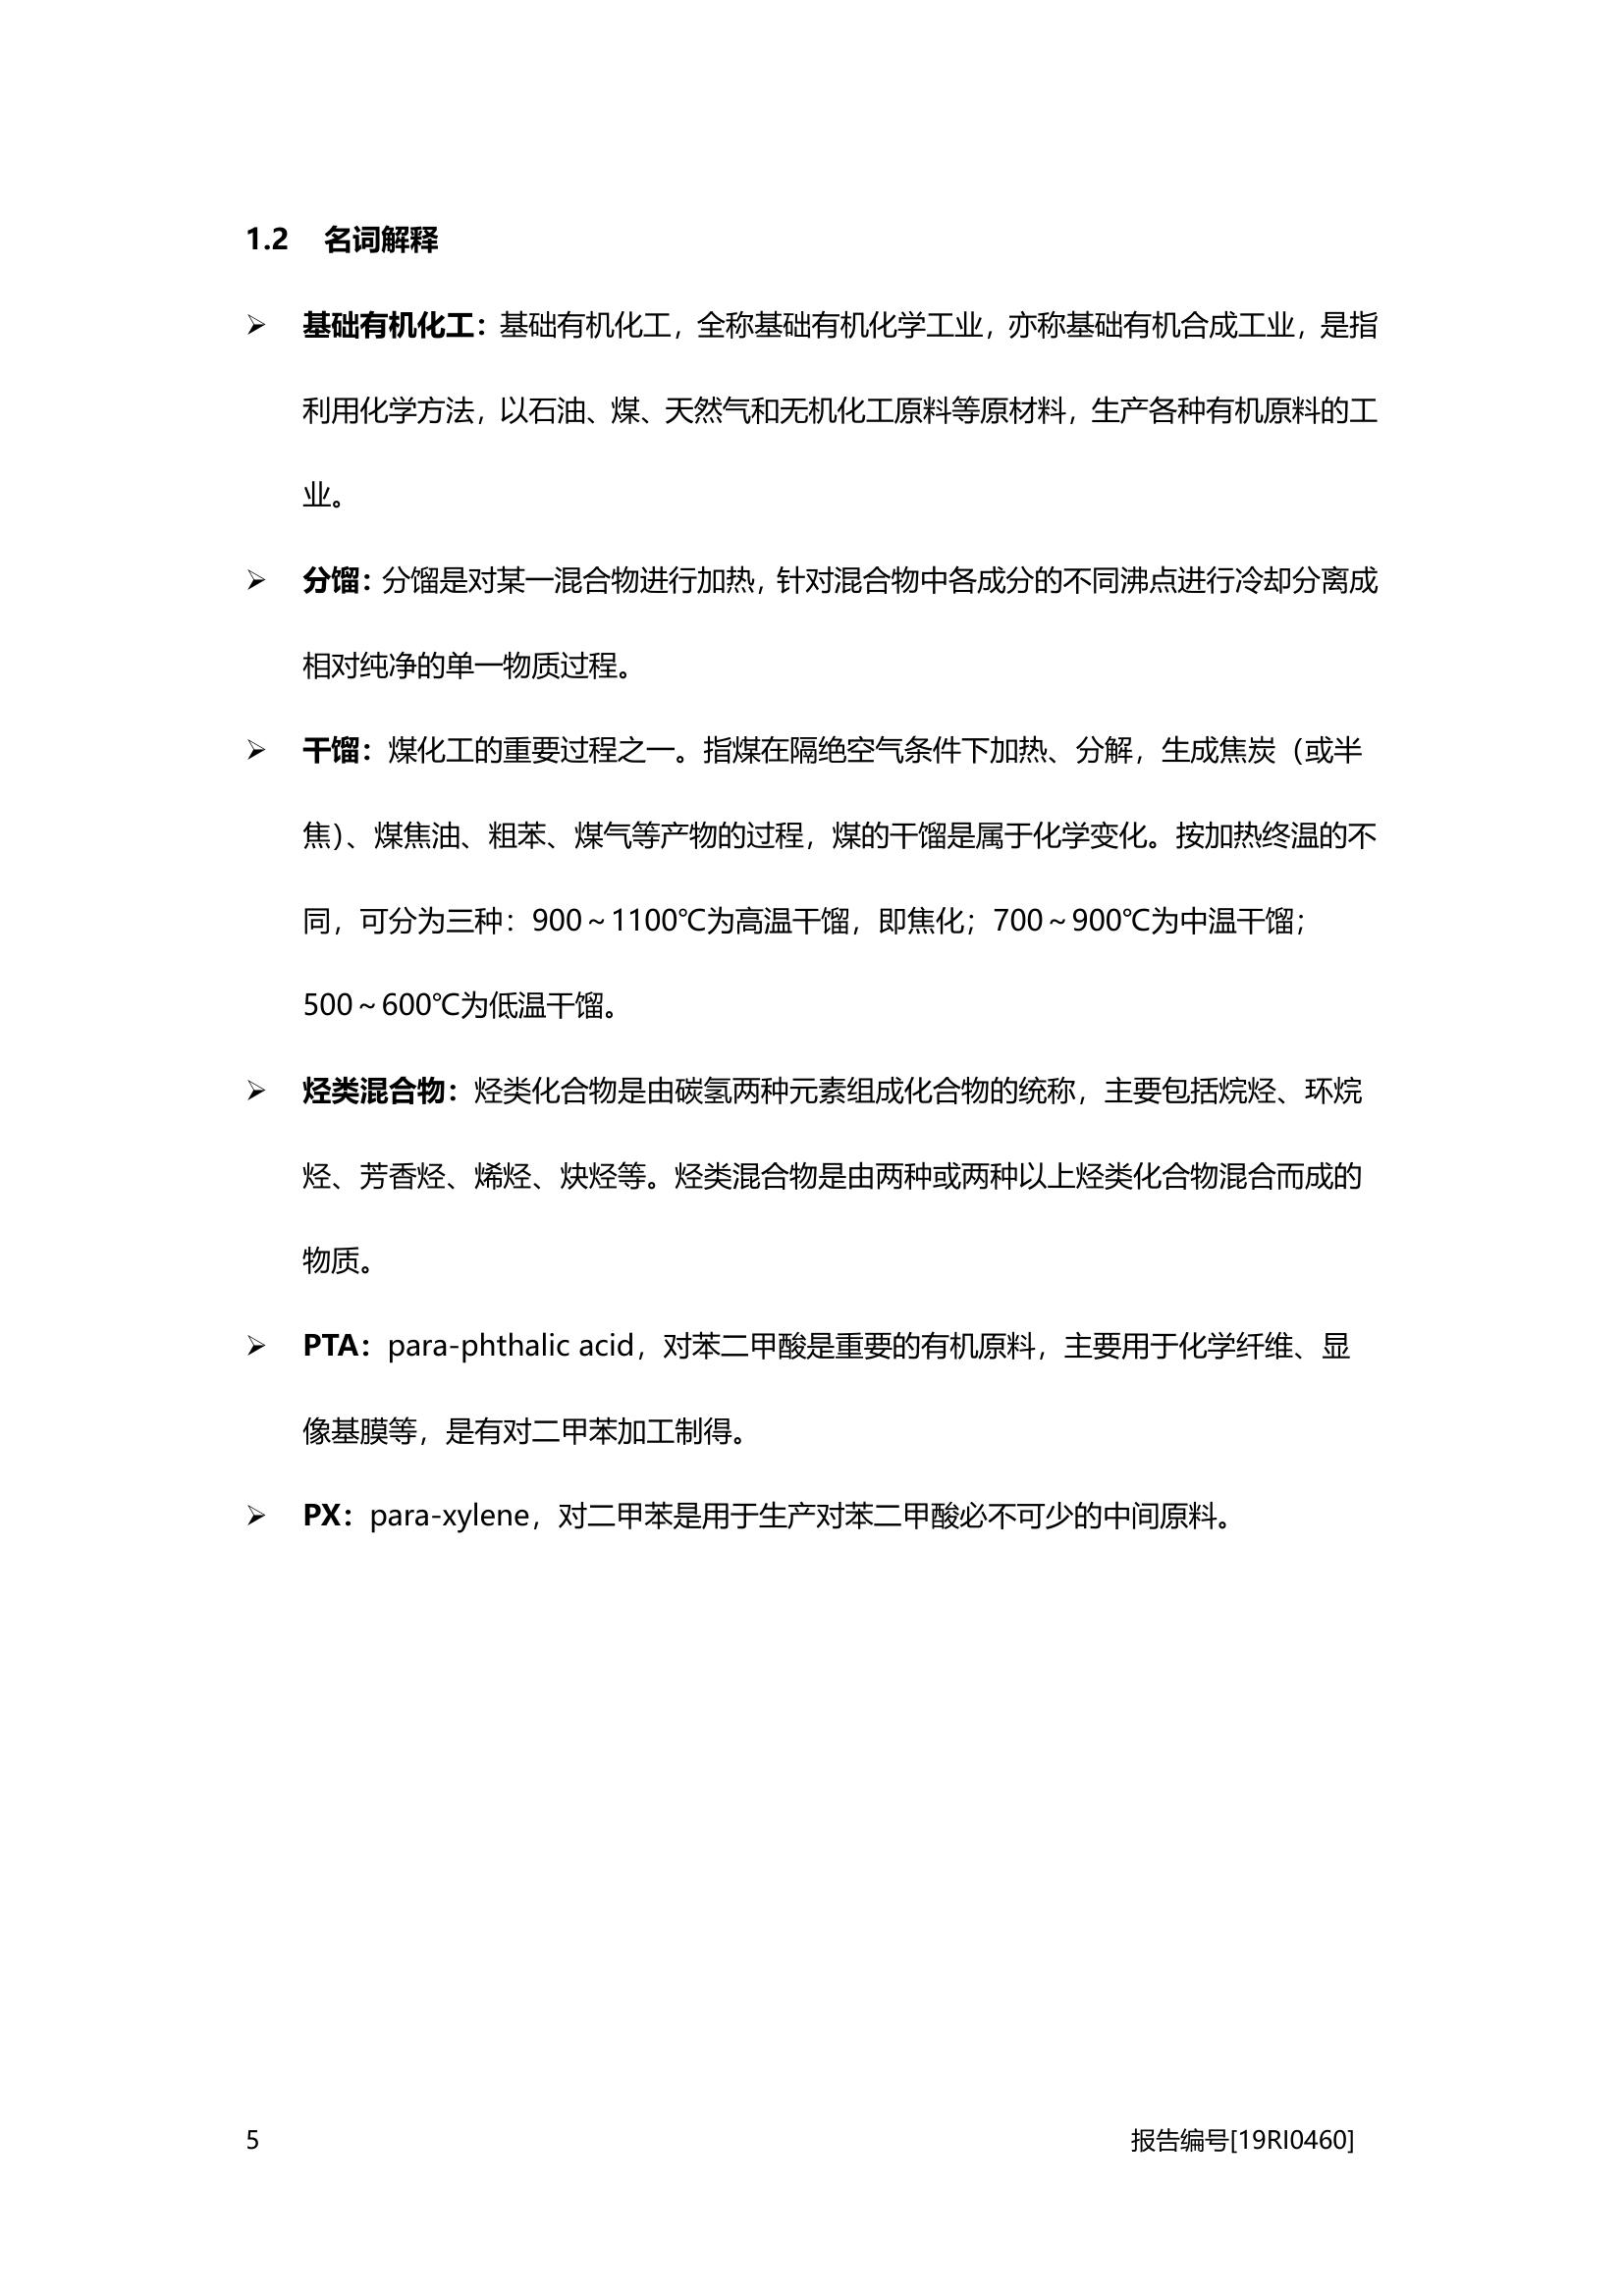 1.2 名词解释
➢ 基础有机化工：基础有机化工，全称基础有机化学工业，亦称基础有机合成工业，是指
利用化学方法，以石油、煤、天然气和无机化工原料等原材料，生产各种有机原料的工
业。
➢ 分馏：分馏是对某一混合物进行加热，针对混合物中各成分的不同沸点进行冷却分离成
相对纯净的单一物质过程。
➢ 干馏：煤化工的重要过程之一。指煤在隔绝空气条件下加热、分解，生成焦炭（或半
焦）、煤焦油、粗苯、煤气等产物的过程，煤的干馏是属于化学变化。按加热终温的不
同，可分为三种：900～1100℃为高温干馏，即焦化；700～900℃为中温干馏；
500～600℃为低温干馏。
➢ 烃类混合物：烃类化合物是由碳氢两种元素组成化合物的统称，主要包括烷烃、环烷
烃、芳香烃、烯烃、炔烃等。烃类混合物是由两种或两种以上烃类化合物混合而成的
物质。
➢ PTA：para-phthalic acid，对苯二甲酸是重要的有机原料，主要用于化学纤维、显
像基膜等，是有对二甲苯加工制得。
➢ PX：para-xylene，对二甲苯是用于生产对苯二甲酸必不可少的中间原料。
5 报告编号[19RI0460]